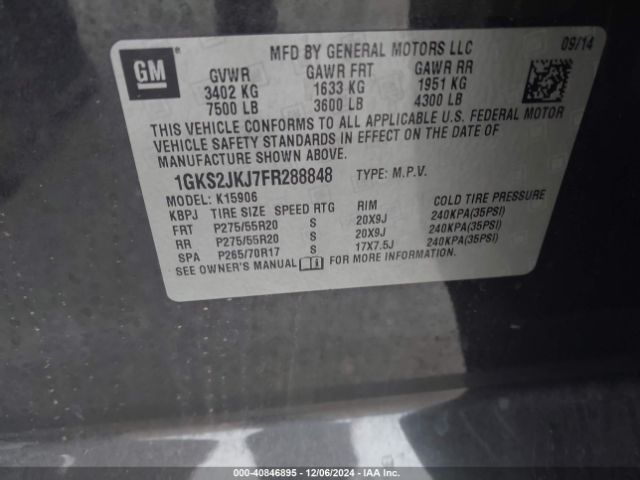 GM
MFD BY GENERAL MOTORS LLC 09/14
GVWR GAWR FRT GAWR RR
3402 KG 1633 KG 1951 KG
7500 LB 3600 LB 4300 LB
THIS VEHICLE CONFORMS TO ALL APPLICABLE U.S. FEDERAL MOTOR
VEHICLE SAFETY STANDARDS IN EFFECT ON THE DATE OF
MANUFACTURE SHOWN ABOVE.
1GKS2JKJ7FR288848 TYPE: M.P.V.
MODEL: K15906
KBPJ TIRE SIZE SPEED RTG RIM COLD TIRE PRESSURE
FRT P275/55R20 S 20X9J 240KPA(35PSI)
RR P275/55R20 S 20X9J 240KPA(35PSI)
SPA P265/70R17 S 17X7.5J 240KPA(35PSI)
SEE OWNER'S MANUAL FOR ADDITIONAL INFORMATION.
000-40846895 - 12/06/2024 - IAA Inc.